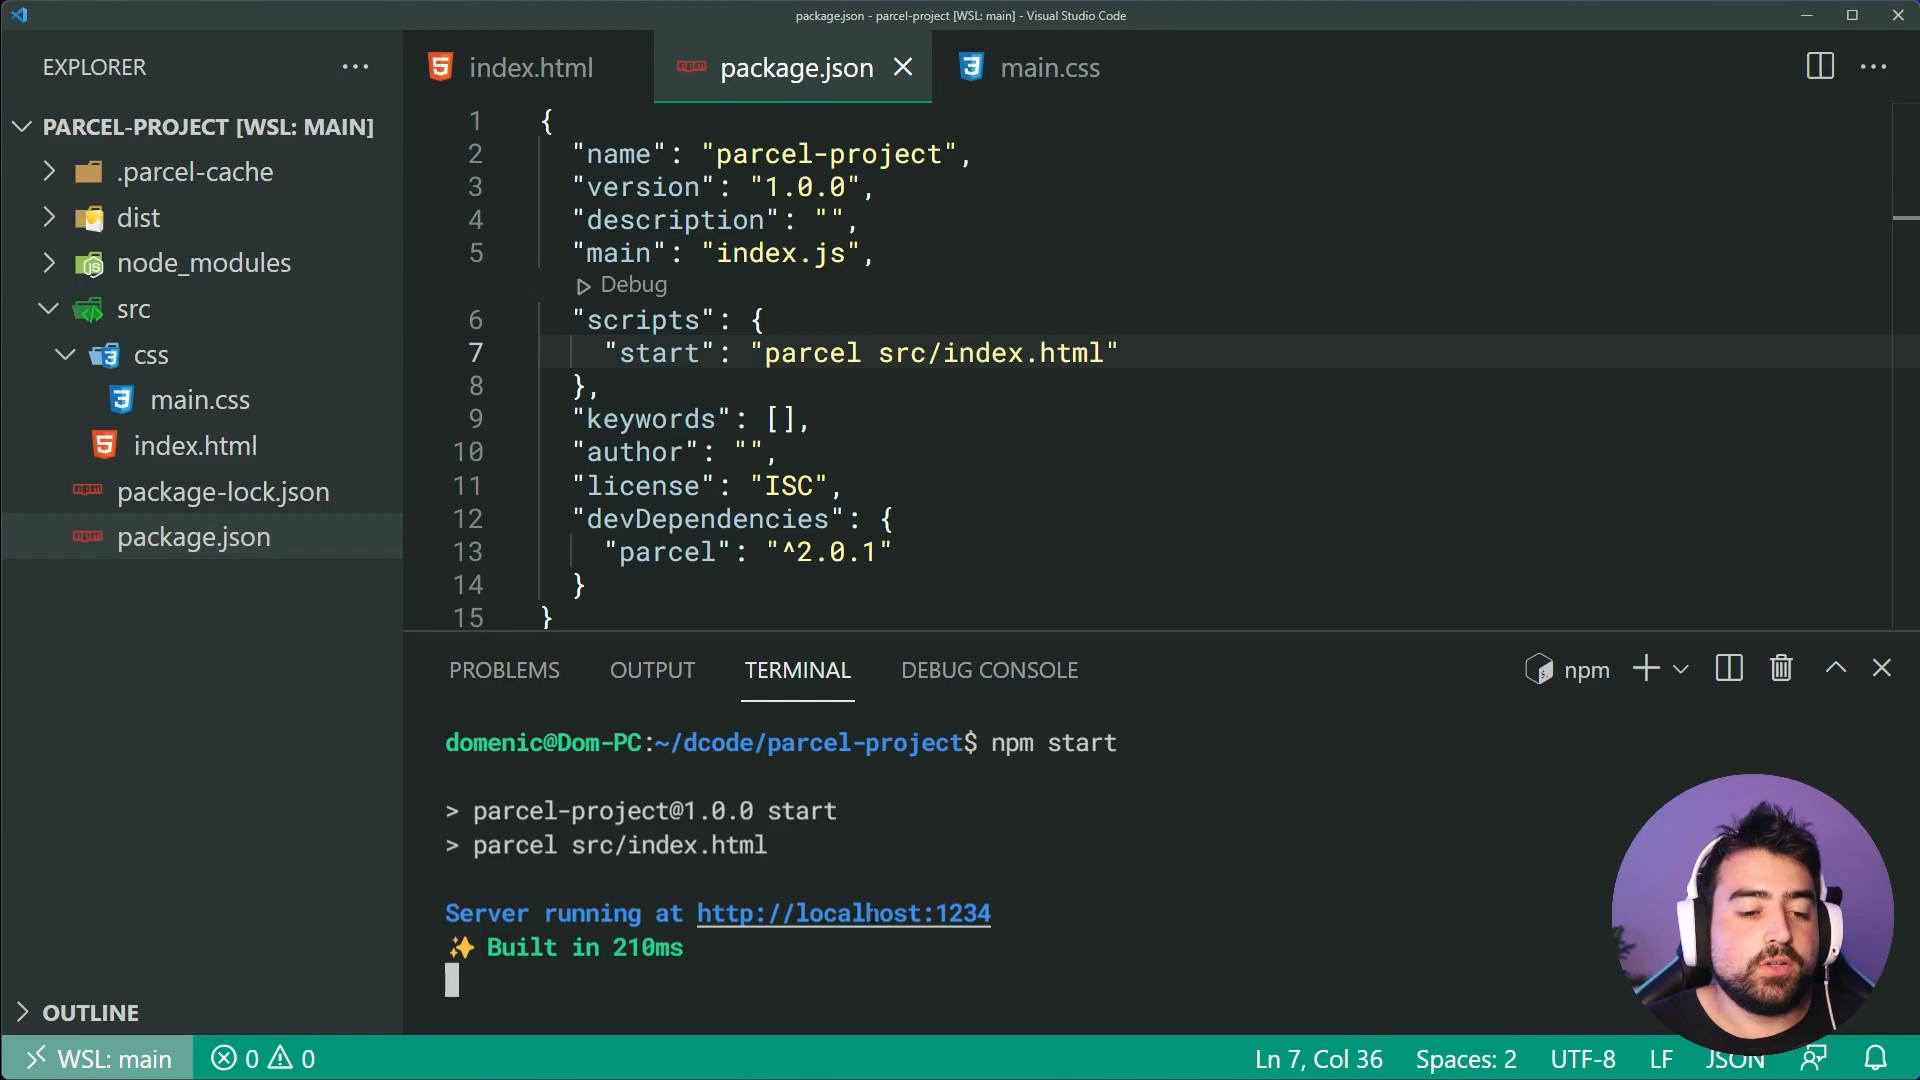 package.json - parcel-project [WSL: main] - Visual Studio Code
EXPLORER
PARCEL-PROJECT [WSL: MAIN]
.parcel-cache
dist
node_modules
src
css
main.css
index.html
package-lock.json
package.json
OUTLINE
index.html
package.json
main.css
1 {
2 "name": "parcel-project",
3 "version": "1.0.0",
4 "description": "",
5 "main": "index.js",
Debug
6 "scripts": {
7 "start": "parcel src/index.html"
8 },
9 "keywords": [],
10 "author": "",
11 "license": "ISC",
12 "devDependencies": {
13 "parcel": "^2.0.1"
14 }
15 }
PROBLEMS OUTPUT TERMINAL DEBUG CONSOLE
npm
domenic@Dom-PC:~/dcode/parcel-project$ npm start
> parcel-project@1.0.0 start
> parcel src/index.html
Server running at http://localhost:1234
✨ Built in 210ms
WSL: main 0 0
Ln 7, Col 36 Spaces: 2 UTF-8 LF JSON